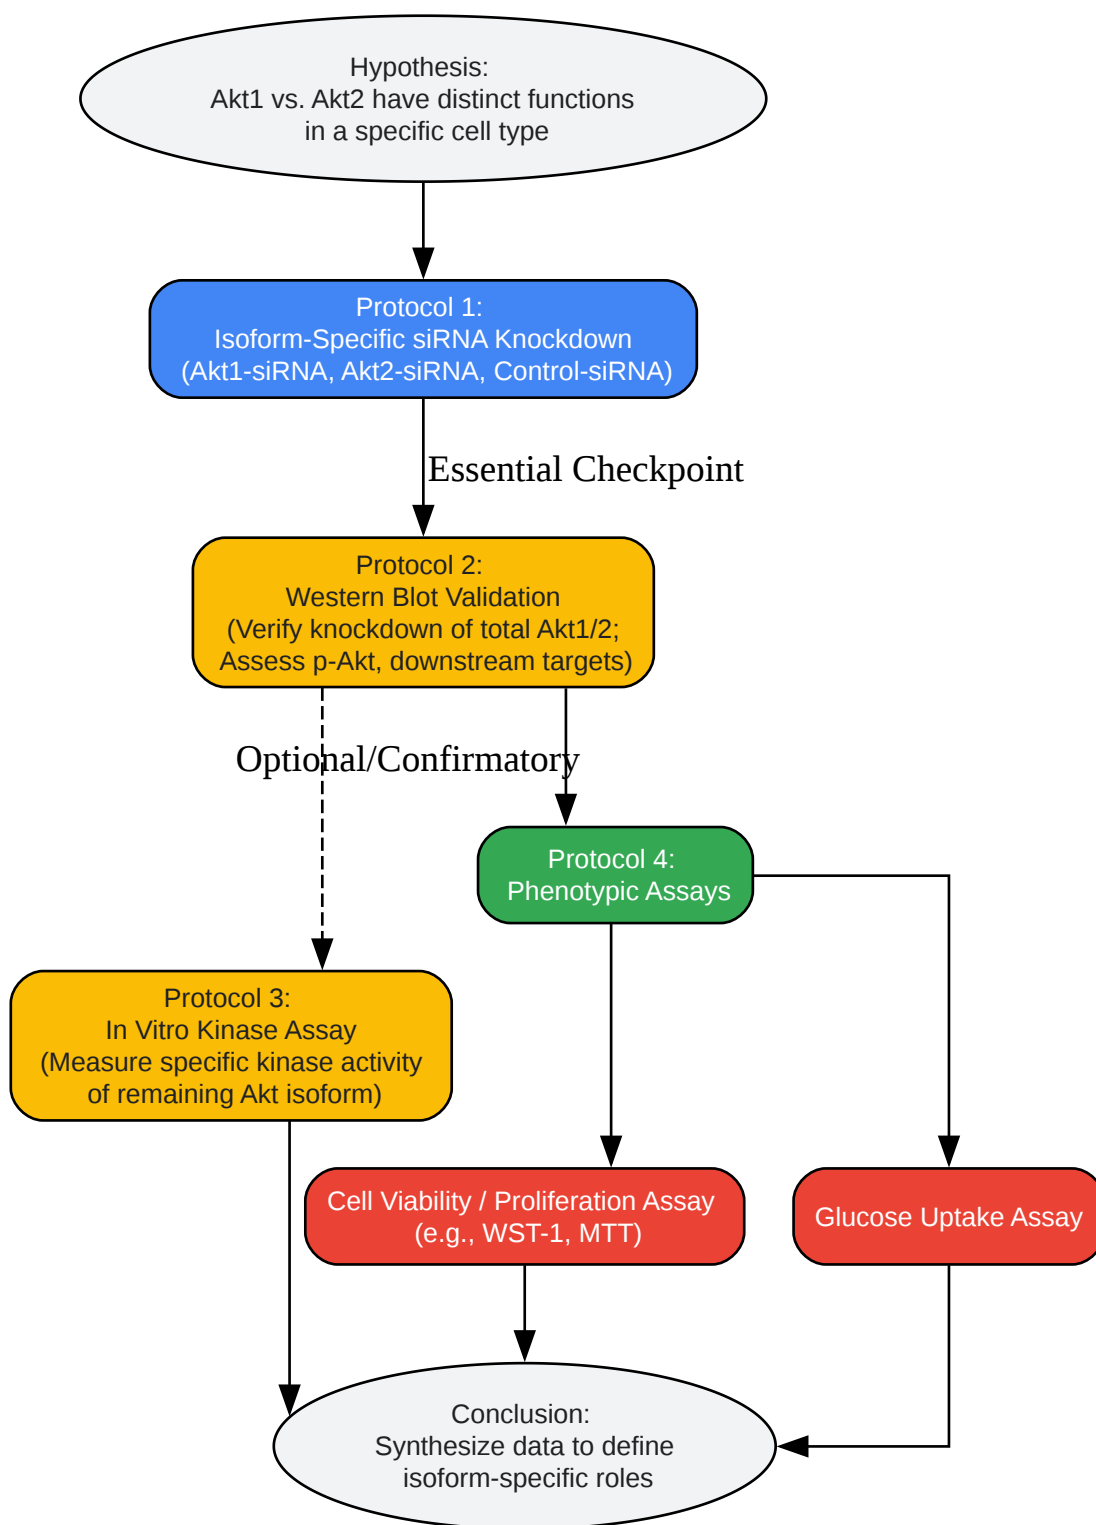 Hypothesis:
Akt1 vs. Akt2 have distinct functions
in a specific cell type
Protocol 1:
Isoform-Specific siRNA Knockdown
(Akt1-siRNA, Akt2-siRNA, Control-siRNA)
Essential Checkpoint
Protocol 2:
Western Blot Validation
(Verify knockdown of total Akt1/2;
Assess p-Akt, downstream targets)
Optional/Confirmatory
Protocol 4:
Phenotypic Assays
Protocol 3:
In Vitro Kinase Assay
(Measure specific kinase activity
of remaining Akt isoform)
Cell Viability / Proliferation Assay
(e.g., WST-1, MTT)
Glucose Uptake Assay
Conclusion:
Synthesize data to define
isoform-specific roles